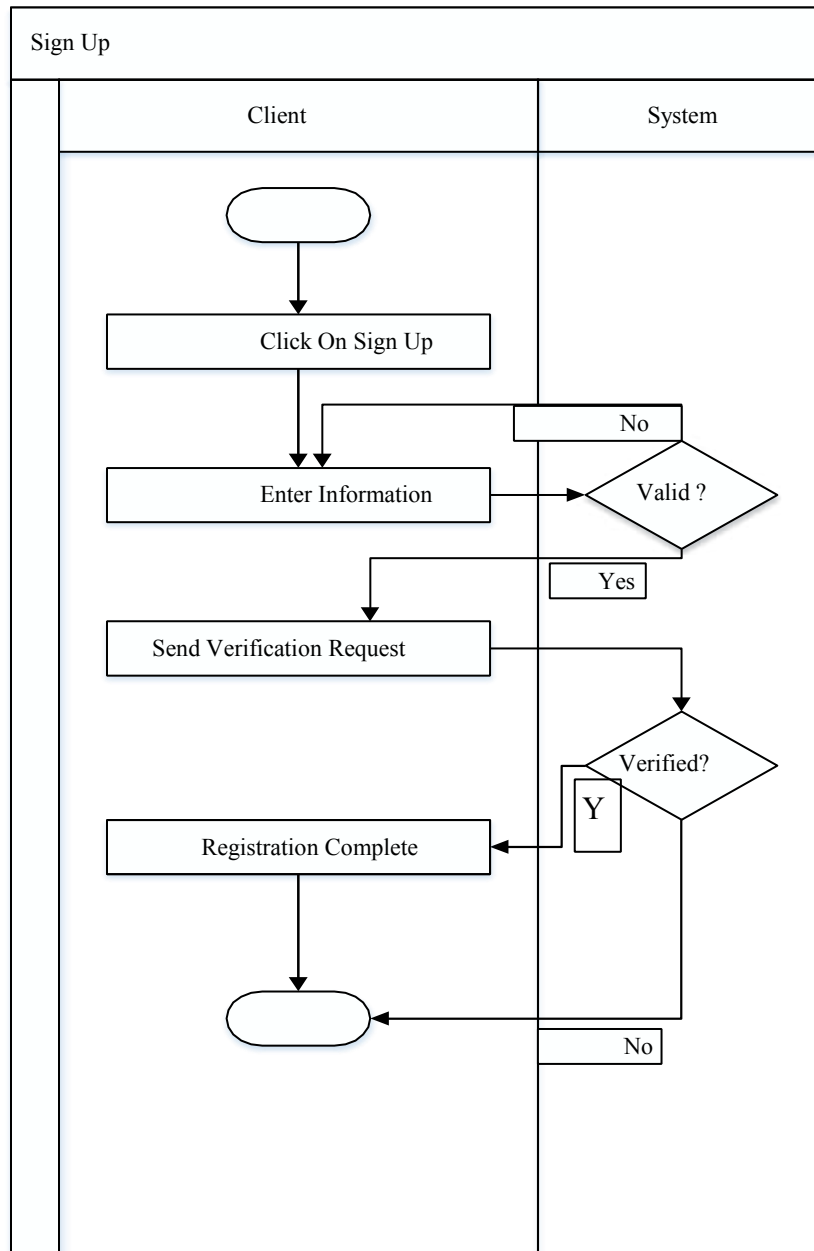 Sign Up
Client
System
Click On Sign Up
No
Enter Information
Valid ?
Yes
Send Verification Request
Verified?
Y
Registration Complete
No